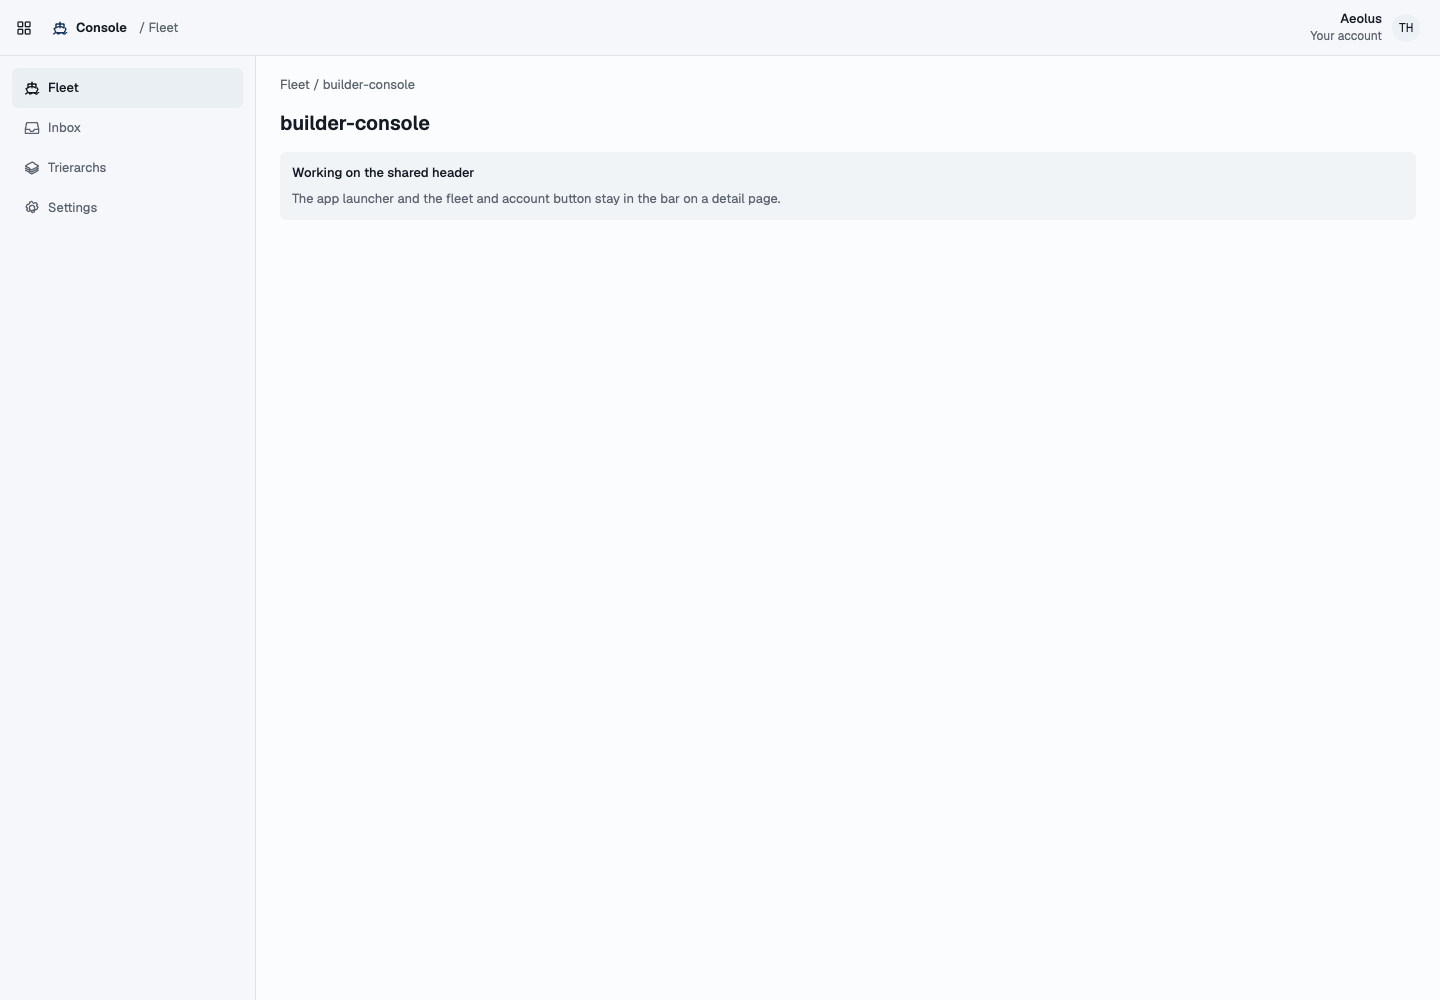 Console / Fleet
Aeolus
Your account
TH
Fleet
Inbox
Trierarchs
Settings
Fleet / builder-console
builder-console
Working on the shared header
The app launcher and the fleet and account button stay in the bar on a detail page.